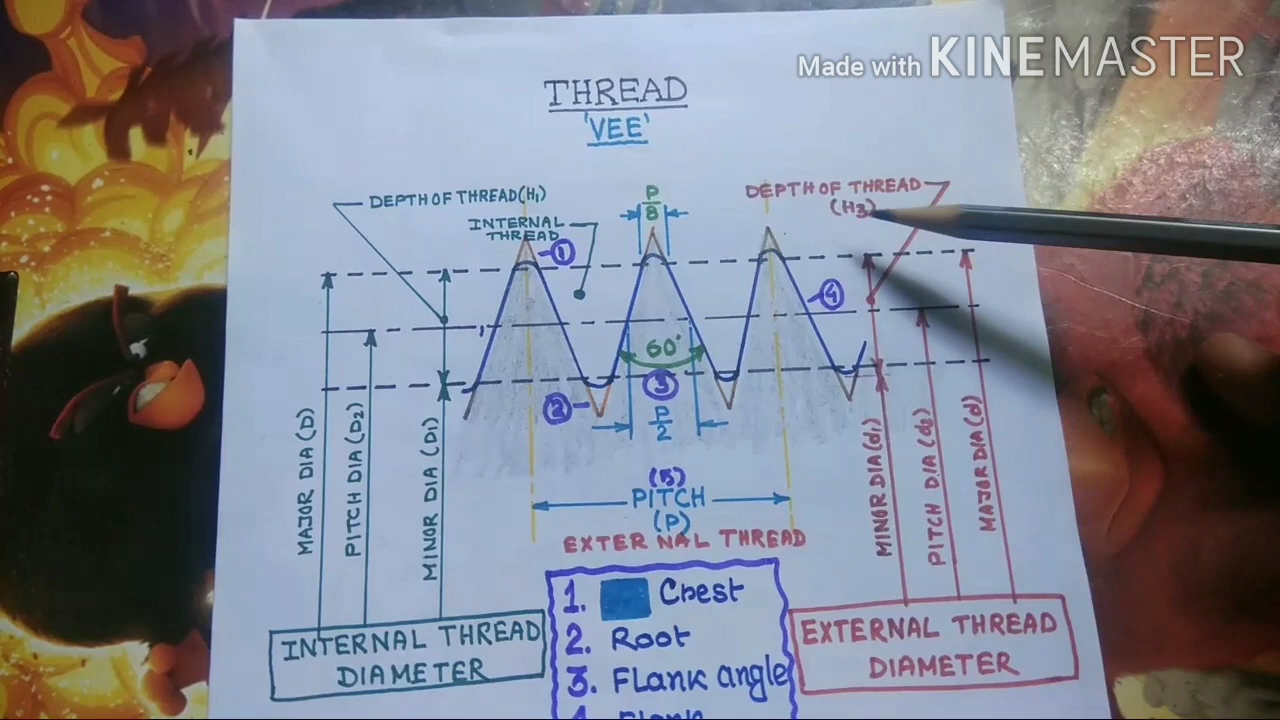 Made with KINEMASTER
THREAD
'VEE'
DEPTH OF THREAD(H1)
INTERNAL
THREAD
P
8
DEPTH OF THREAD
(H3)
1
4
60°
3
2
P
2
MAJOR DIA (D)
PITCH DIA (D2)
MINOR DIA (D1)
MINOR DIA (d1)
PITCH DIA (d2)
MAJOR DIA (d)
(5)
PITCH
(P)
EXTERNAL THREAD
1. Chest
2. Root
3. Flank angle
4. Flank
INTERNAL THREAD
DIAMETER
EXTERNAL THREAD
DIAMETER